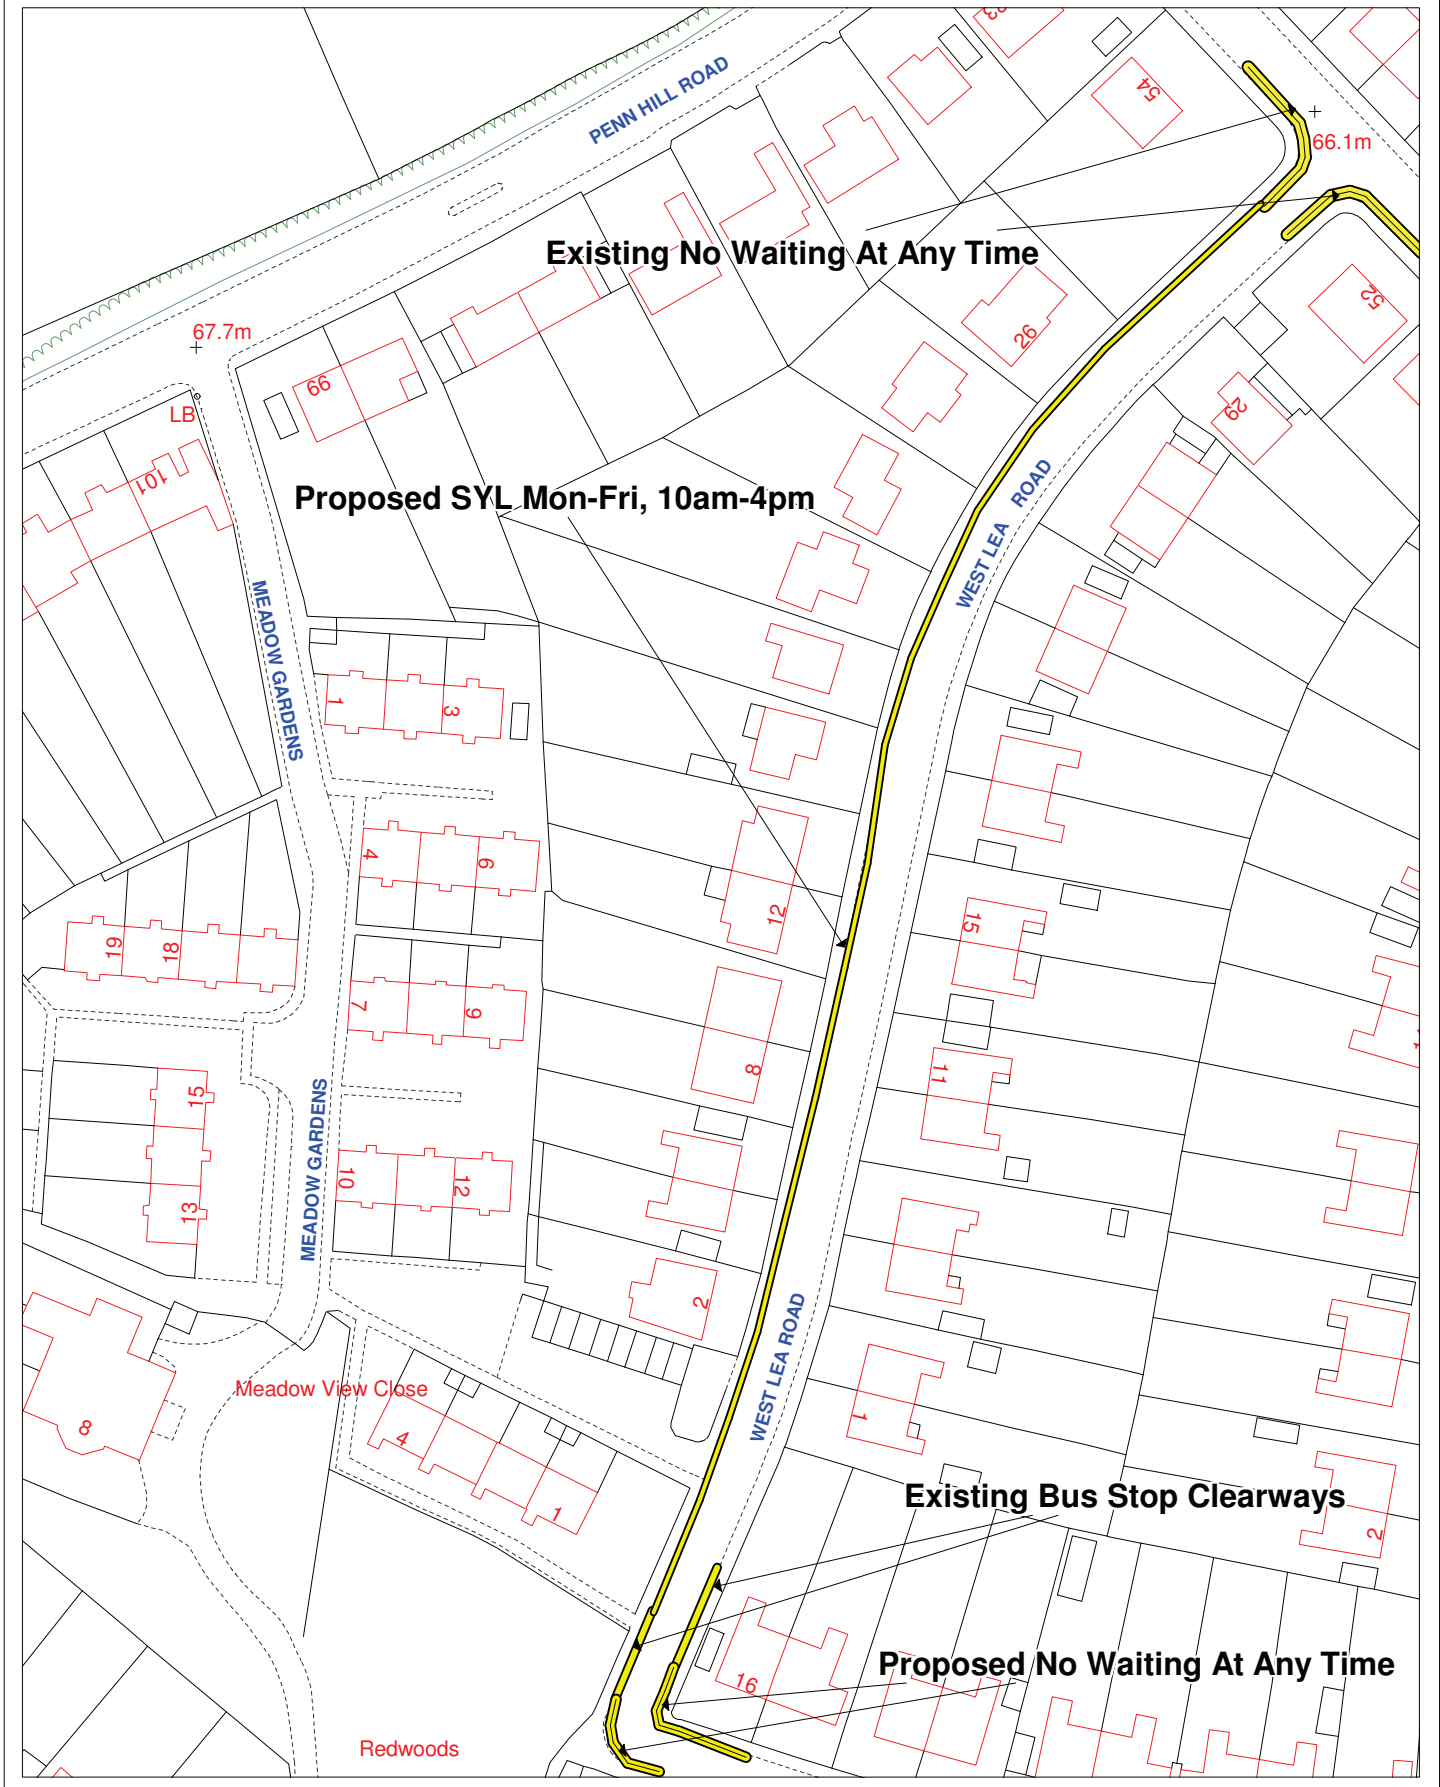 33
PENN HILL ROAD
54
66.1m
Existing No Waiting At Any Time
67.7m
52
26
66
LB
29
101
Proposed SYL Mon-Fri, 10am-4pm
WEST LEA ROAD
MEADOW GARDENS
1
3
4
6
12
15
19
18
7
9
8
11
15
MEADOW GARDENS
10
12
13
2
WEST LEA ROAD
Meadow View Close
8
4
1
1
Existing Bus Stop Clearways
2
16
Proposed No Waiting At Any Time
Redwoods